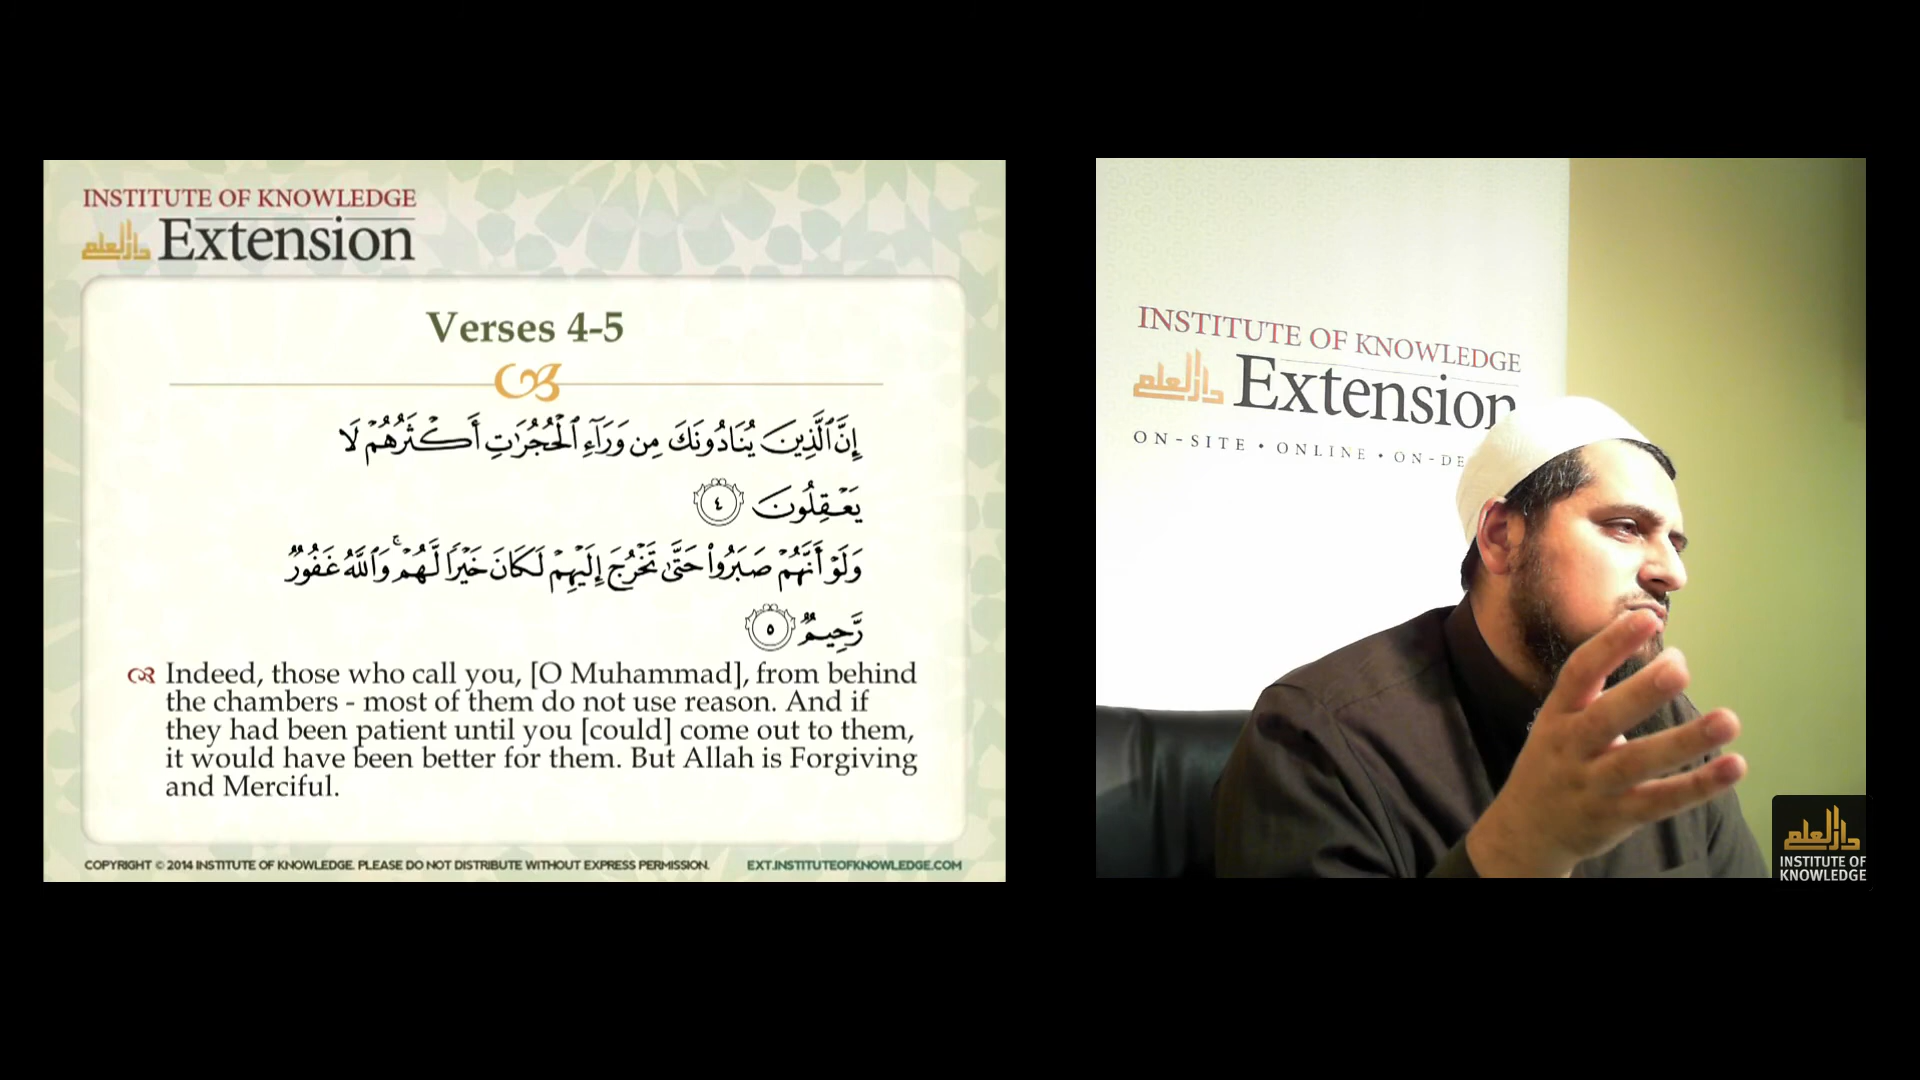 INSTITUTE OF KNOWLEDGE
دار العلم Extension
Verses 4-5
إِنَّ ٱلَّذِينَ يُنَادُونَكَ مِن وَرَآءِ ٱلْحُجُرَٰتِ أَكْثَرُهُمْ لَا
يَعْقِلُونَ ٤
وَلَوْ أَنَّهُمْ صَبَرُوا۟ حَتَّىٰ تَخْرُجَ إِلَيْهِمْ لَكَانَ خَيْرًا لَّهُمْ ۚ وَٱللَّهُ غَفُورٌ
رَّحِيمٌ ٥
Indeed, those who call you, [O Muhammad], from behind
the chambers - most of them do not use reason. And if
they had been patient until you [could] come out to them,
it would have been better for them. But Allah is Forgiving
and Merciful.
COPYRIGHT © 2014 INSTITUTE OF KNOWLEDGE. PLEASE DO NOT DISTRIBUTE WITHOUT EXPRESS PERMISSION. EXT.INSTITUTEOFKNOWLEDGE.COM
INSTITUTE OF KNOWLEDGE
دار العلم Extension
ON-SITE • ONLINE • ON-DE
دار العلم
INSTITUTE OF
KNOWLEDGE